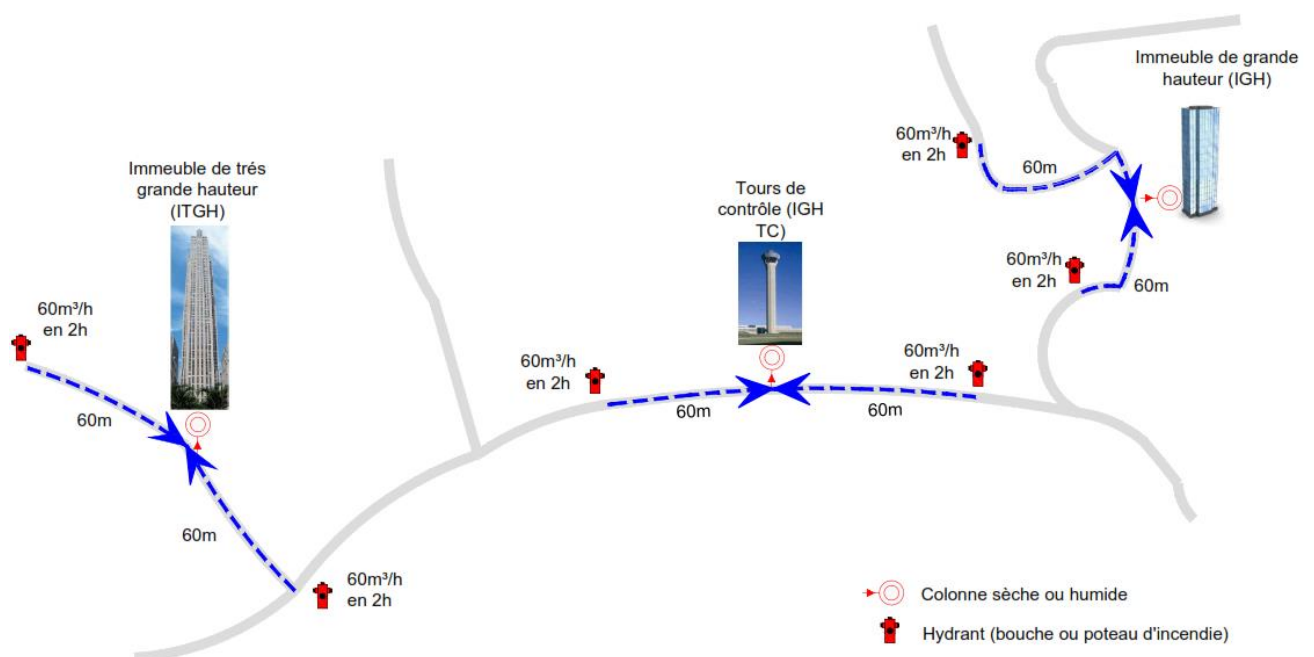 Immeuble de grande
hauteur (IGH)
60m³/h
en 2h
60m
Immeuble de trés
grande hauteur
(ITGH)
Tours de
contrôle (IGH
TC)
60m³/h
en 2h
60m
60m³/h
en 2h
60m³/h
en 2h
60m³/h
en 2h
60m
60m
60m
60m
60m³/h
en 2h
Colonne sèche ou humide
Hydrant (bouche ou poteau d'incendie)